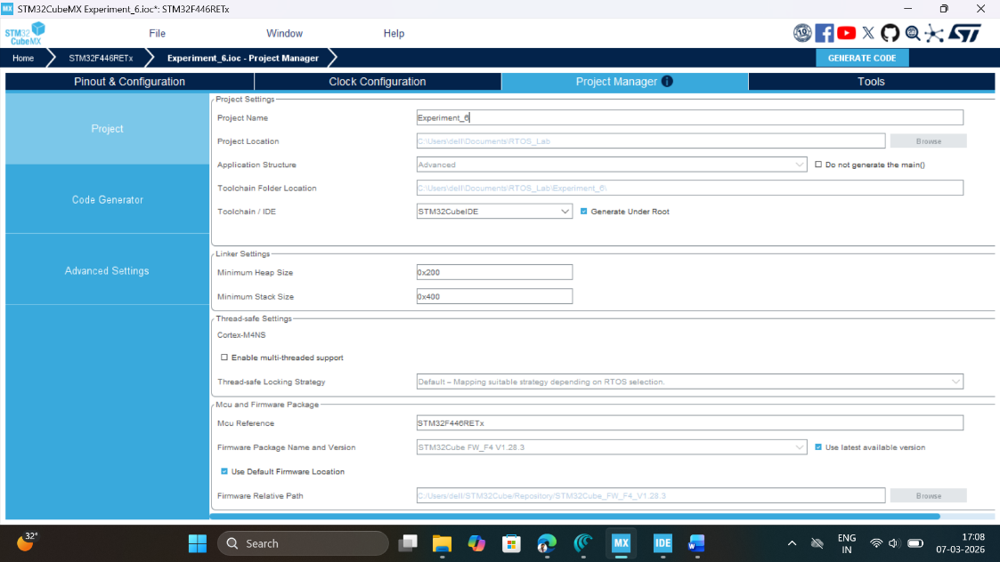 MX STM32CubeMX Experiment_6.ioc*: STM32F446RETx
STM32 CubeMX File Window Help 10 ST
Home STM32F446RETx Experiment_6.ioc - Project Manager GENERATE CODE
Pinout & Configuration Clock Configuration Project Manager Tools
Project
Code Generator
Advanced Settings
Project Settings
Project Name Experiment_6
Project Location C:\Users\dell\Documents\RTOS_Lab Browse
Application Structure Advanced Do not generate the main()
Toolchain Folder Location C:\Users\dell\Documents\RTOS_Lab\Experiment_6\
Toolchain / IDE STM32CubeIDE Generate Under Root
Linker Settings
Minimum Heap Size 0x200
Minimum Stack Size 0x400
Thread-safe Settings
Cortex-M4NS
Enable multi-threaded support
Thread-safe Locking Strategy Default – Mapping suitable strategy depending on RTOS selection.
Mcu and Firmware Package
Mcu Reference STM32F446RETx
Firmware Package Name and Version STM32Cube FW_F4 V1.28.3 Use latest available version
Use Default Firmware Location
Firmware Relative Path C:/Users/dell/STM32Cube/Repository/STM32Cube_FW_F4_V1.28.3 Browse
32° Search MX IDE ENG IN 17:08
07-03-2026